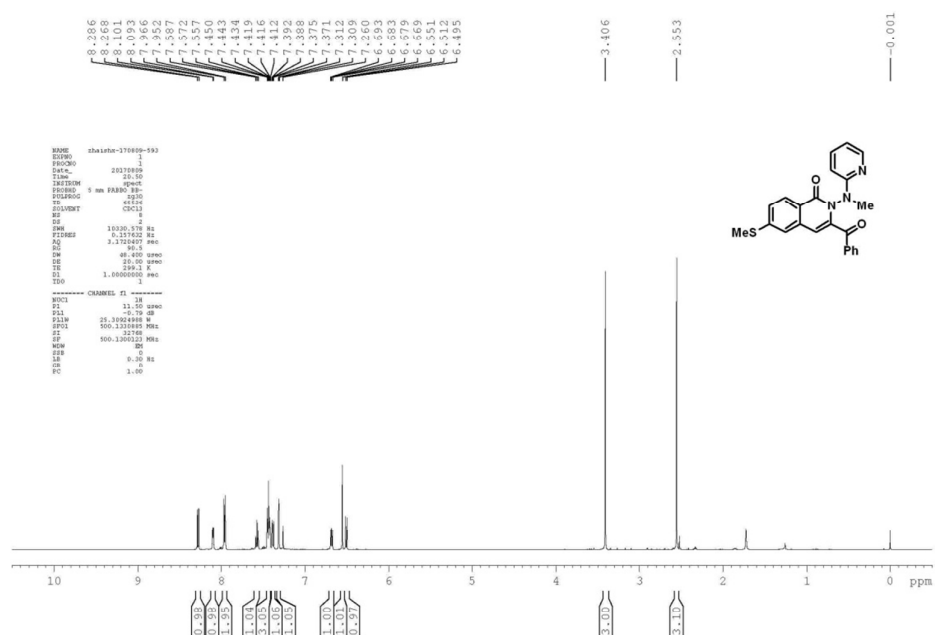 8.286
8.268
8.101
8.093
7.966
7.952
7.587
7.572
7.557
7.450
7.443
7.434
7.419
7.416
7.412
7.392
7.388
7.375
7.371
7.312
7.309
7.260
6.693
6.683
6.679
6.669
6.551
6.512
6.495
3.406
2.553
-0.001
NAME zhaishx-170809-593
EXPNO 1
PROCNO 1
Date_ 20170809
Time 20.50
INSTRUM spect
PROBHD 5 mm PABBO BB-
PULPROG zg30
TD
SOLVENT CDCl3
NS 8
DS 2
SWH 10330.578 Hz
FIDRES 0.157632 Hz
AQ 3.1720407 sec
RG 90.5
DW 48.400 usec
DE 20.00 usec
TE 299.1 K
D1 1.00000000 sec
TD0 1
======== CHANNEL f1 ========
NUC1 1H
P1 11.50 usec
PL1 -0.79 dB
PL1W W
SFO1 500.1330885 MHz
SI 32768
SF 500.1300123 MHz
WDW EM
SSB 0
LB 0.30 Hz
GB 0
PC 1.00
N
O
N
N
Me
MeS
O
Ph
10 9 8 7 6 5 4 3 2 1 0 ppm
0.98
0.98
1.95
1.04
3.05
1.06
1.05
1.00
1.01
0.97
3.00
3.10